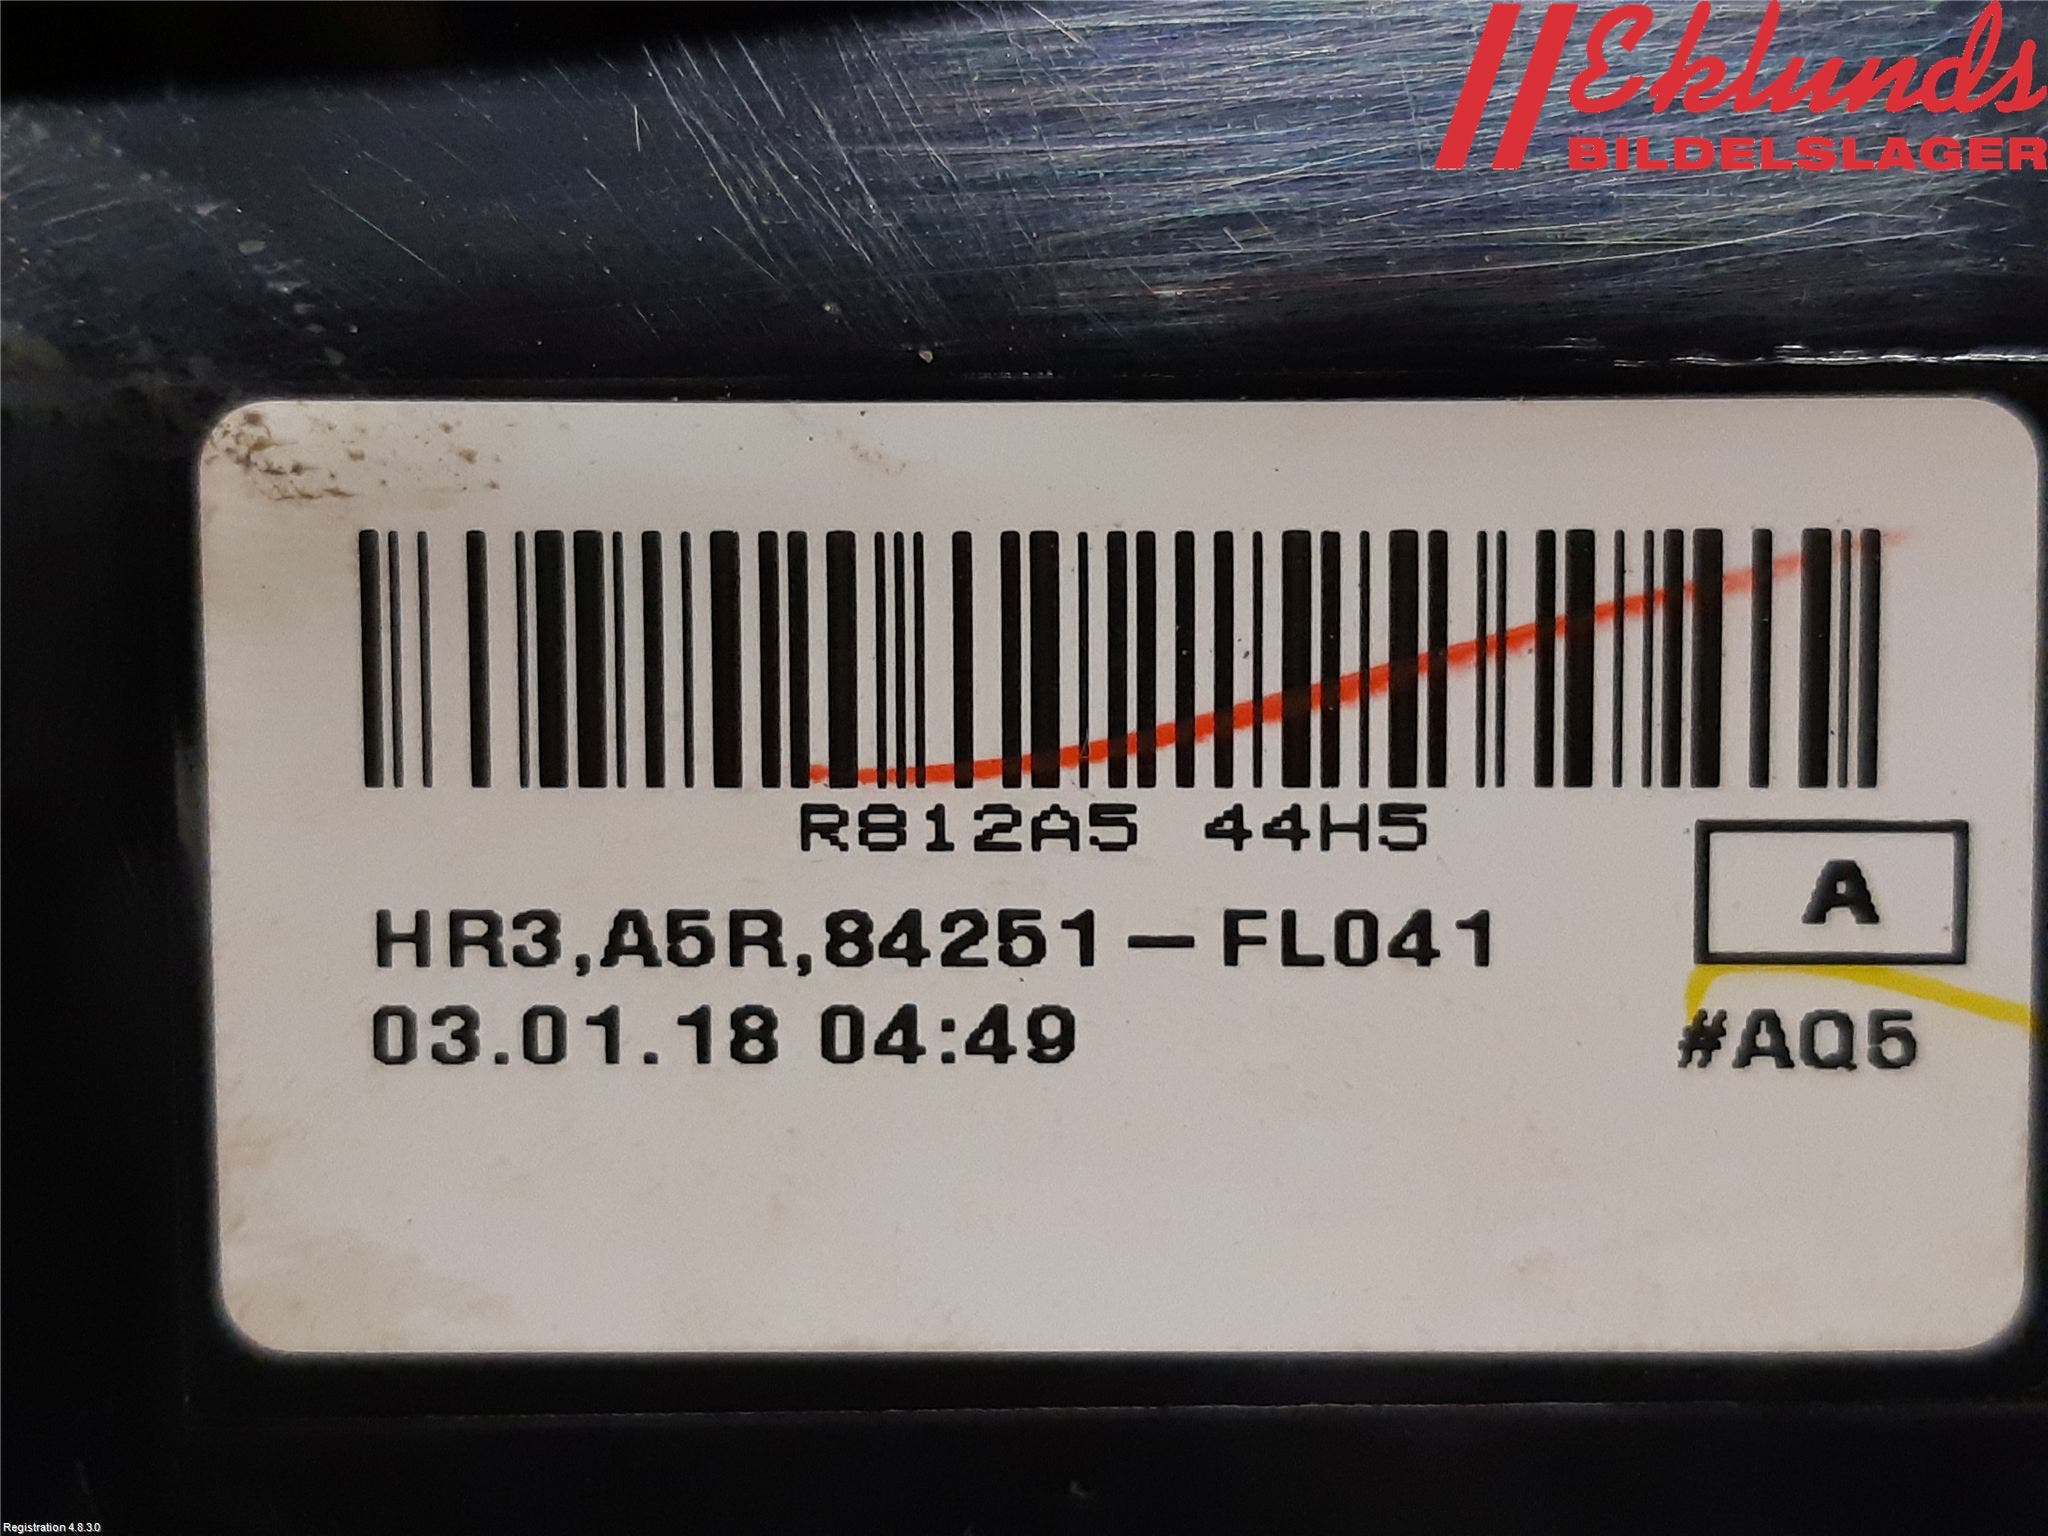 Eklunds
BILDELSLAGER
R812A5 44H5
A
HR3,A5R,84251-FL041
03.01.18 04:49
#AQ5
Registration 4.8.3.0